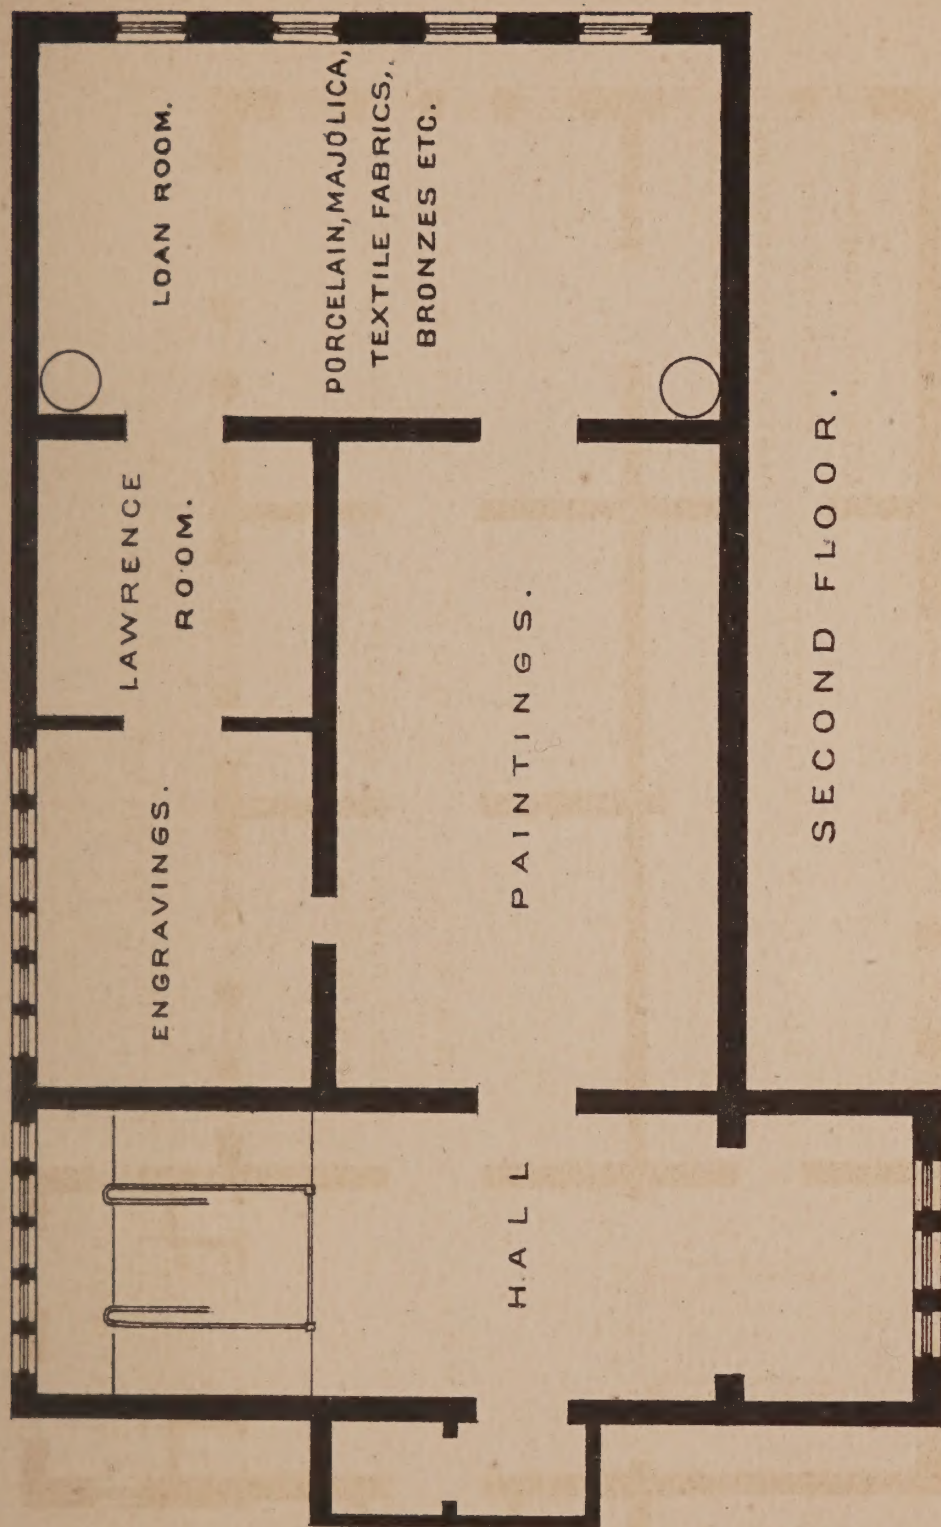 LOAN ROOM.
PORCELAIN, MAJOLICA,
TEXTILE FABRICS,
BRONZES ETC.
LAWRENCE
ROOM.
ENGRAVINGS.
PAINTINGS.
HALL
SECOND FLOOR.